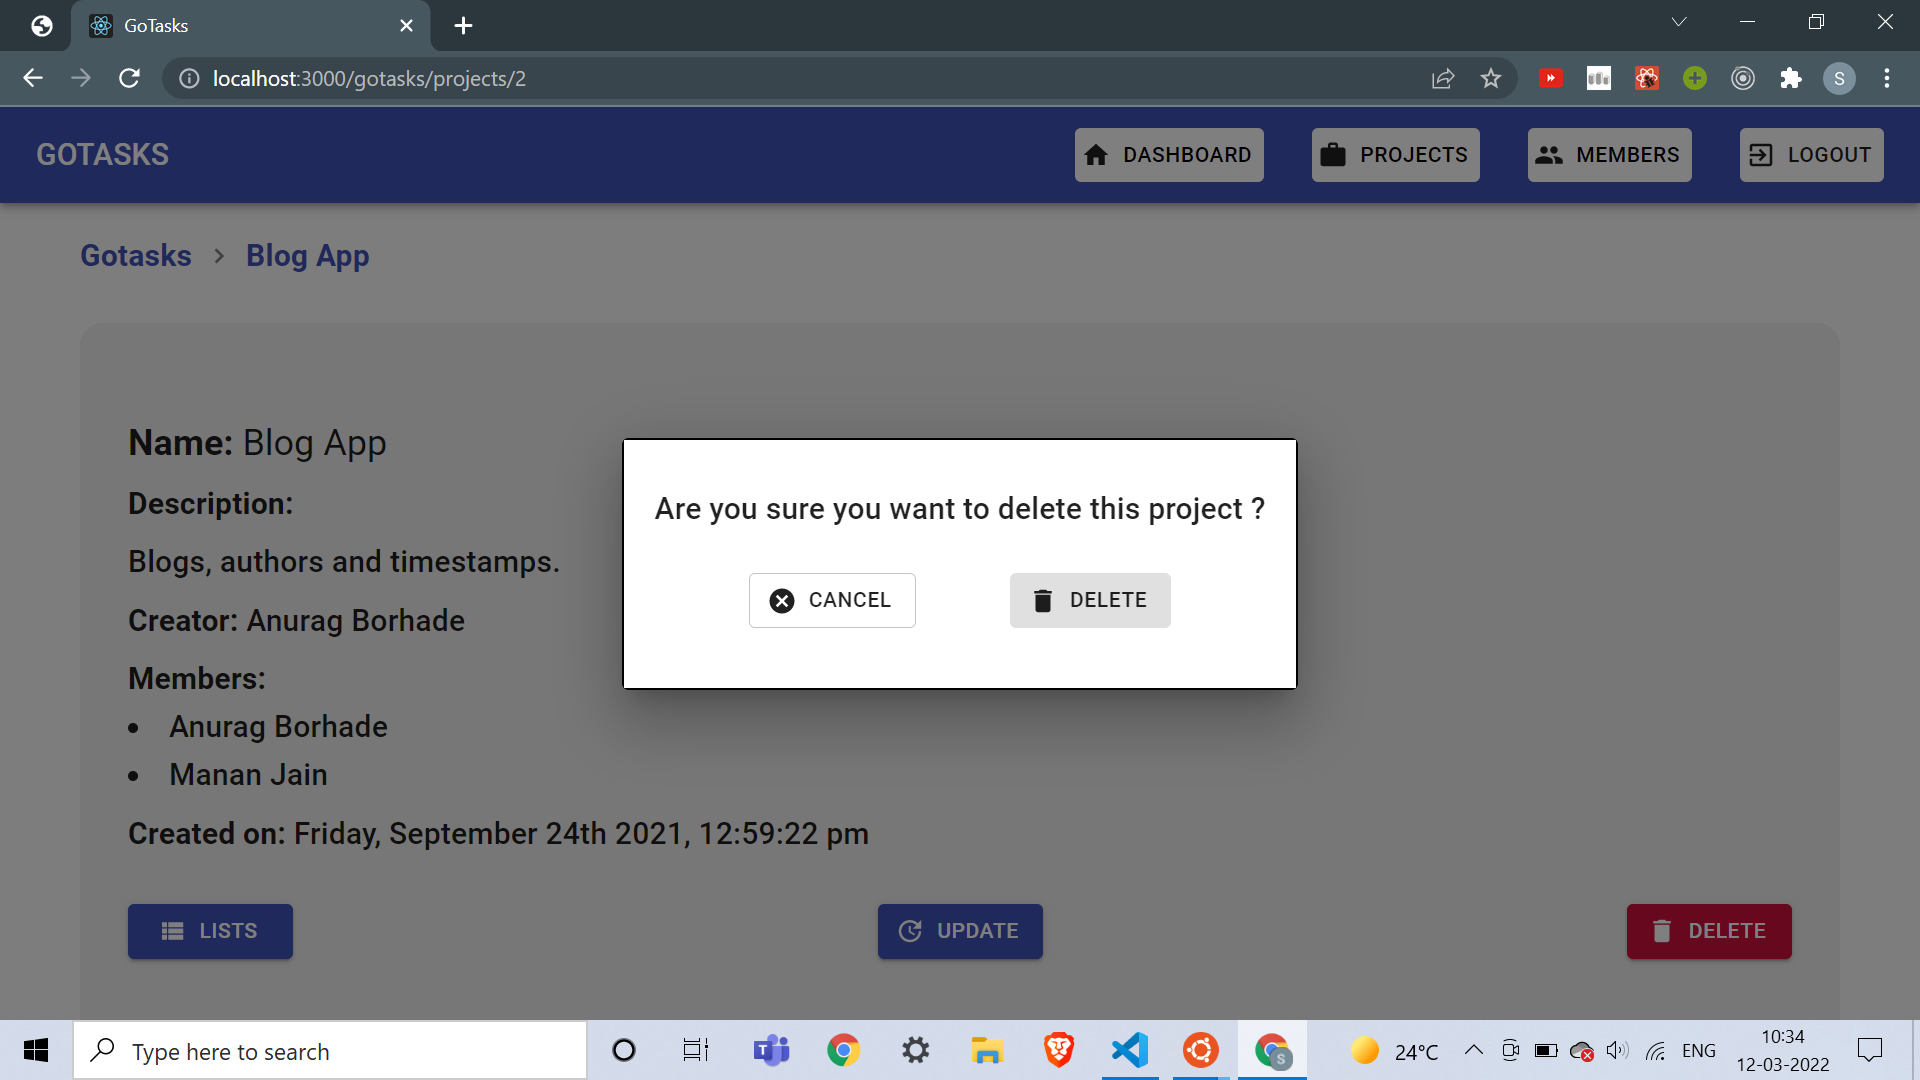 GoTasks
localhost:3000/gotasks/projects/2
S
GOTASKS
DASHBOARD
PROJECTS
MEMBERS
LOGOUT
Gotasks > Blog App
Name: Blog App
Description:
Blogs, authors and timestamps.
Creator: Anurag Borhade
Members:
• Anurag Borhade
• Manan Jain
Created on: Friday, September 24th 2021, 12:59:22 pm
Are you sure you want to delete this project ?
CANCEL
DELETE
LISTS
UPDATE
DELETE
Type here to search
T
S
24°C
ENG
10:34
12-03-2022